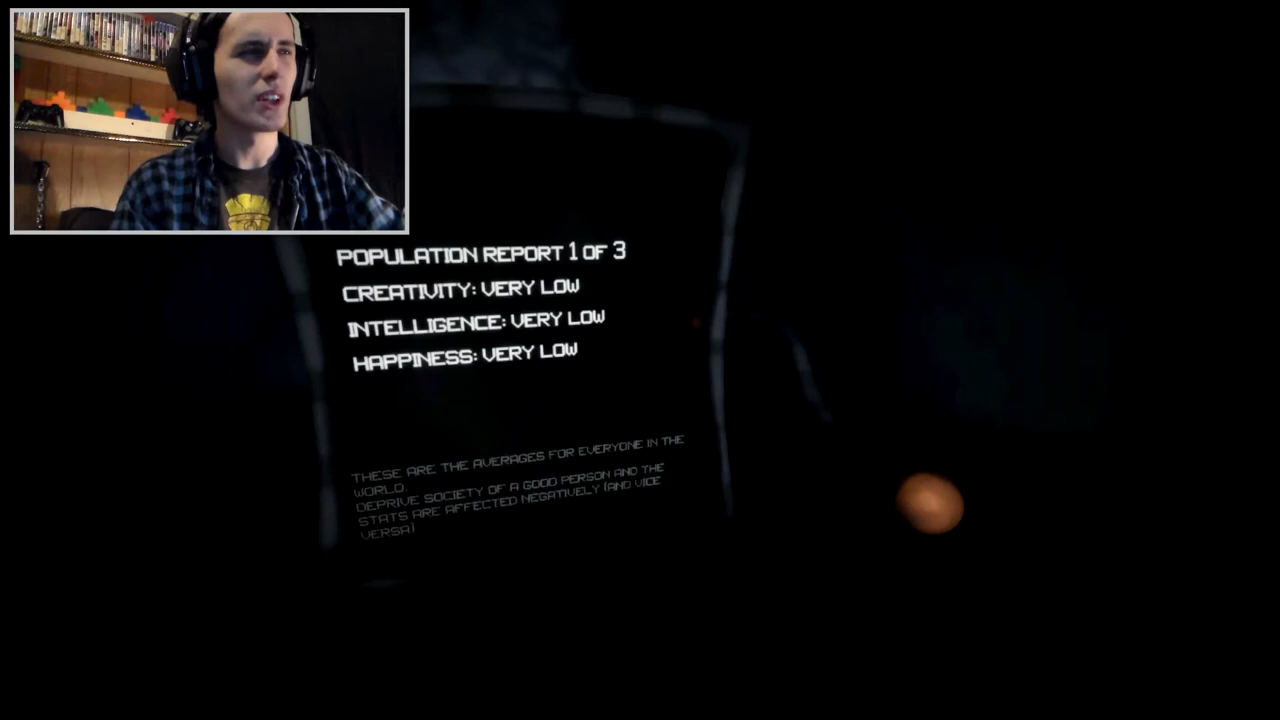 POPULATION REPORT 1 OF 3
CREATIVITY: VERY LOW
INTELLIGENCE: VERY LOW
HAPPINESS: VERY LOW
THESE ARE THE AVERAGES FOR EVERYONE IN THE
WORLD.
DEPRIVE SOCIETY OF A GOOD PERSON AND THE
STATS ARE AFFECTED NEGATIVELY (AND VICE
VERSA)